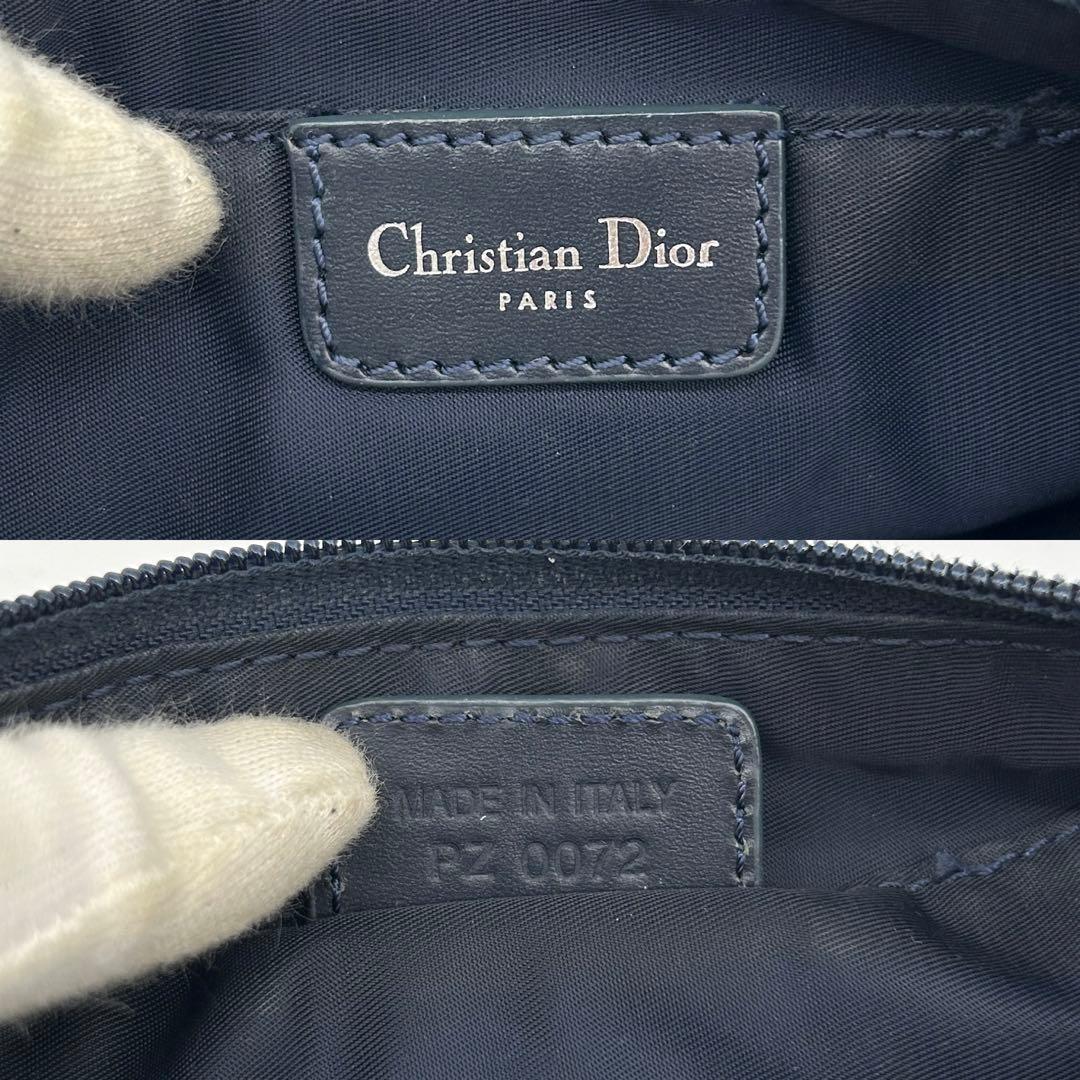 Christian Dior
PARIS
MADE IN ITALY
PZ 0072